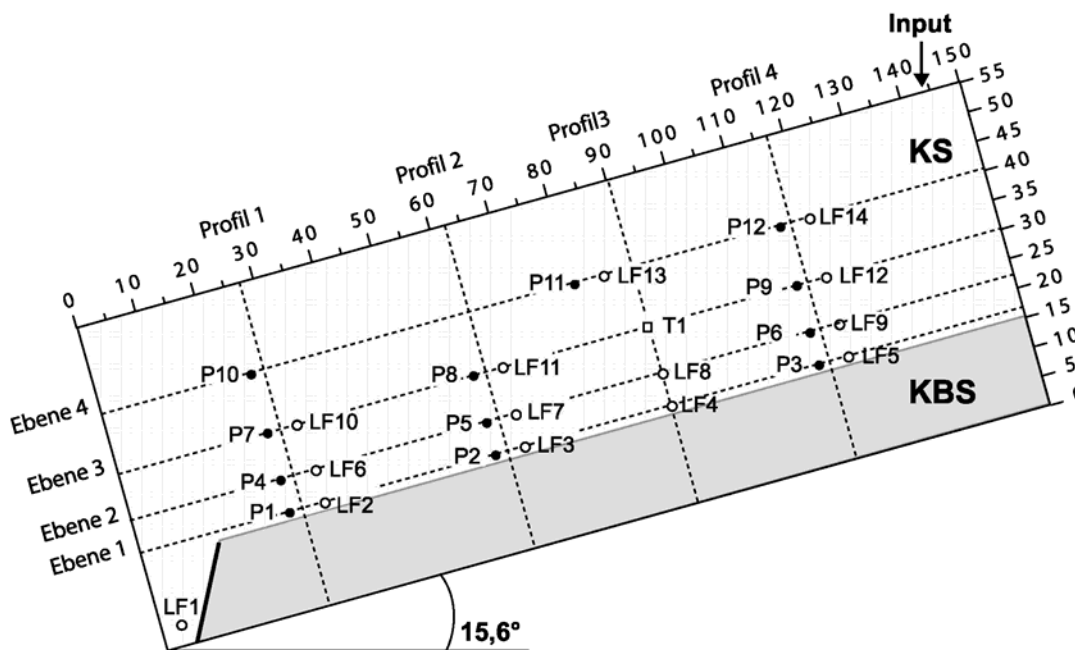 Input
0 10 20 30 40 50 60 70 80 90 100 110 120 130 140 150
Profil 1
Profil 2
Profil3
Profil 4
55
50
45
40
35
30
25
20
15
10
5
KS
KBS
P12 LF14
P11 LF13
P10
P9 LF12
T1
P8 LF11
P7 LF10
P6 LF9
LF8
P5 LF7
P4 LF6
P3 LF5
LF4
P2 LF3
P1 LF2
LF1
Ebene 4
Ebene 3
Ebene 2
Ebene 1
15,6°